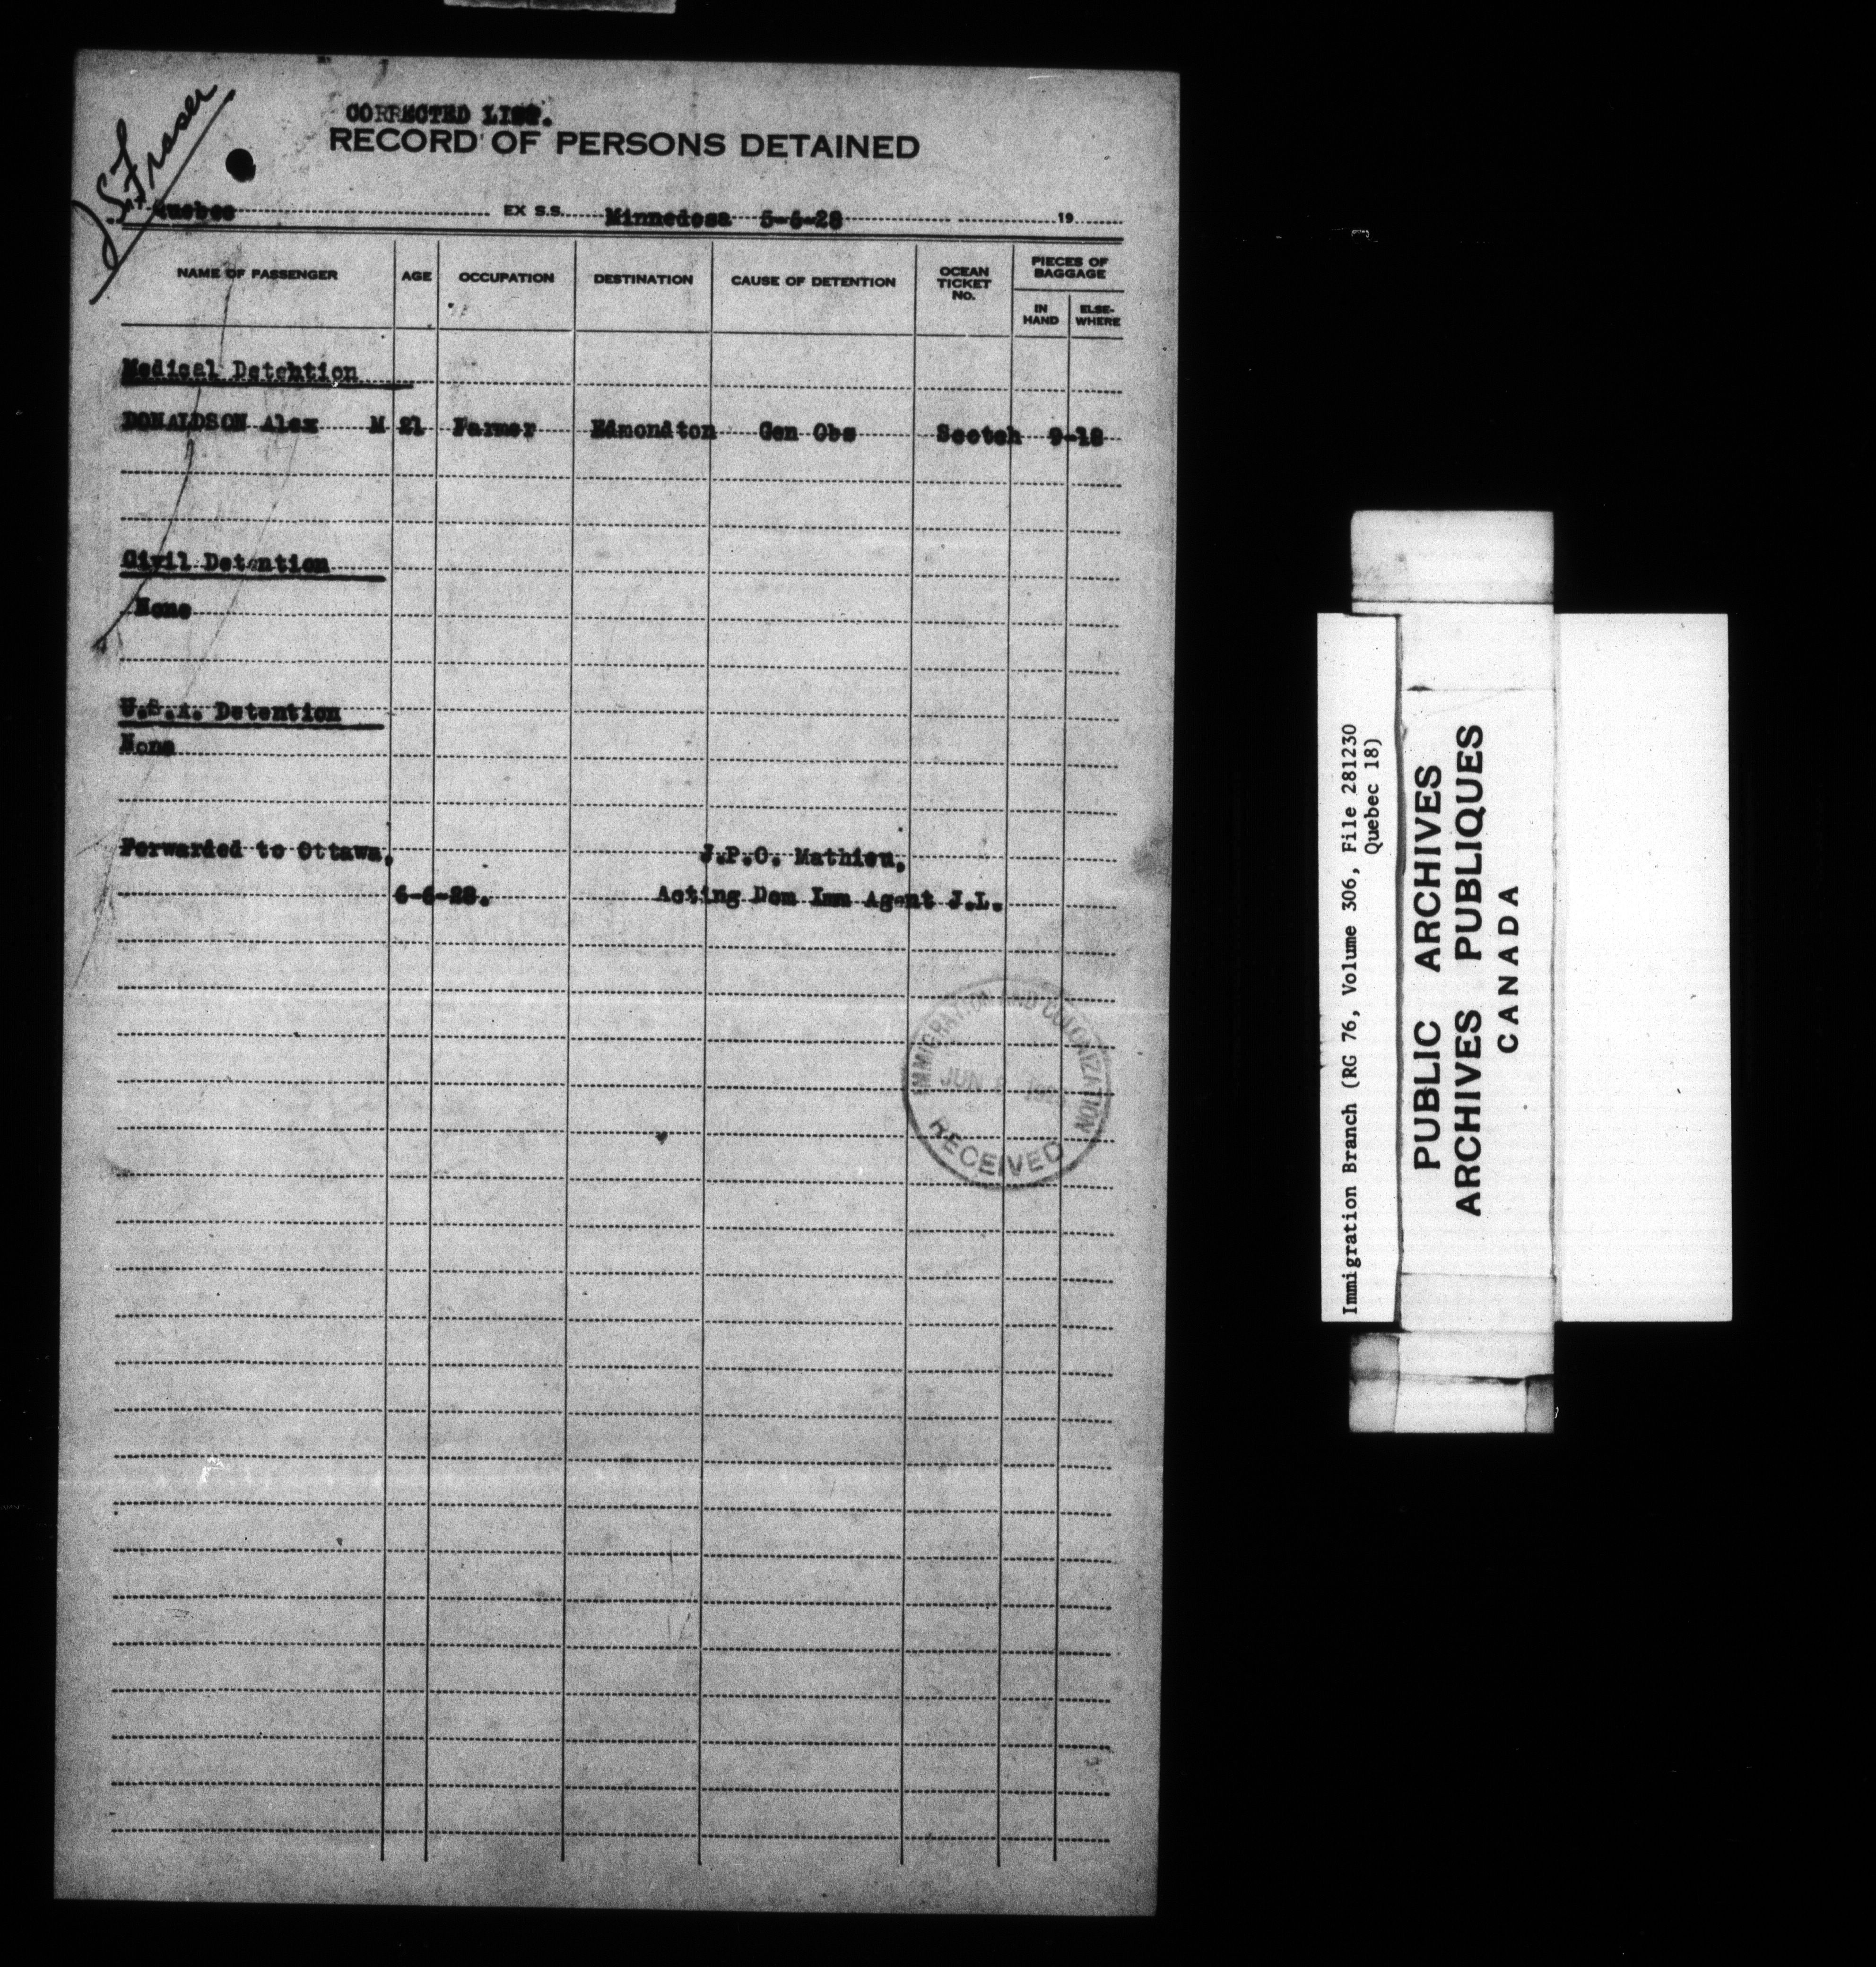 J.S. Fraser
CORRECTED LIST.
RECORD OF PERSONS DETAINED
AT Quebec EX S.S. Minnedosa 5-6-28 19
NAME OF PASSENGER AGE OCCUPATION DESTINATION CAUSE OF DETENTION OCEAN TICKET No. PIECES OF BAGGAGE
IN HAND ELSE-WHERE
Medical Detention
DONALDSON Alex M 21 Farmer Edmondton Gen Obs Scotch 9-18
Civil Detention
None
U.S.A. Detention
None
Forwarded to Ottawa, J.P.O. Mathieu,
6-6-28. Acting Dom Imm Agent J.L.
IMMIGRATION AND COLONIZATION
JUN
RECEIVED
Immigration Branch (RG 76, Volume 306, File 281230
Quebec 18)
PUBLIC ARCHIVES
ARCHIVES PUBLIQUES
CANADA